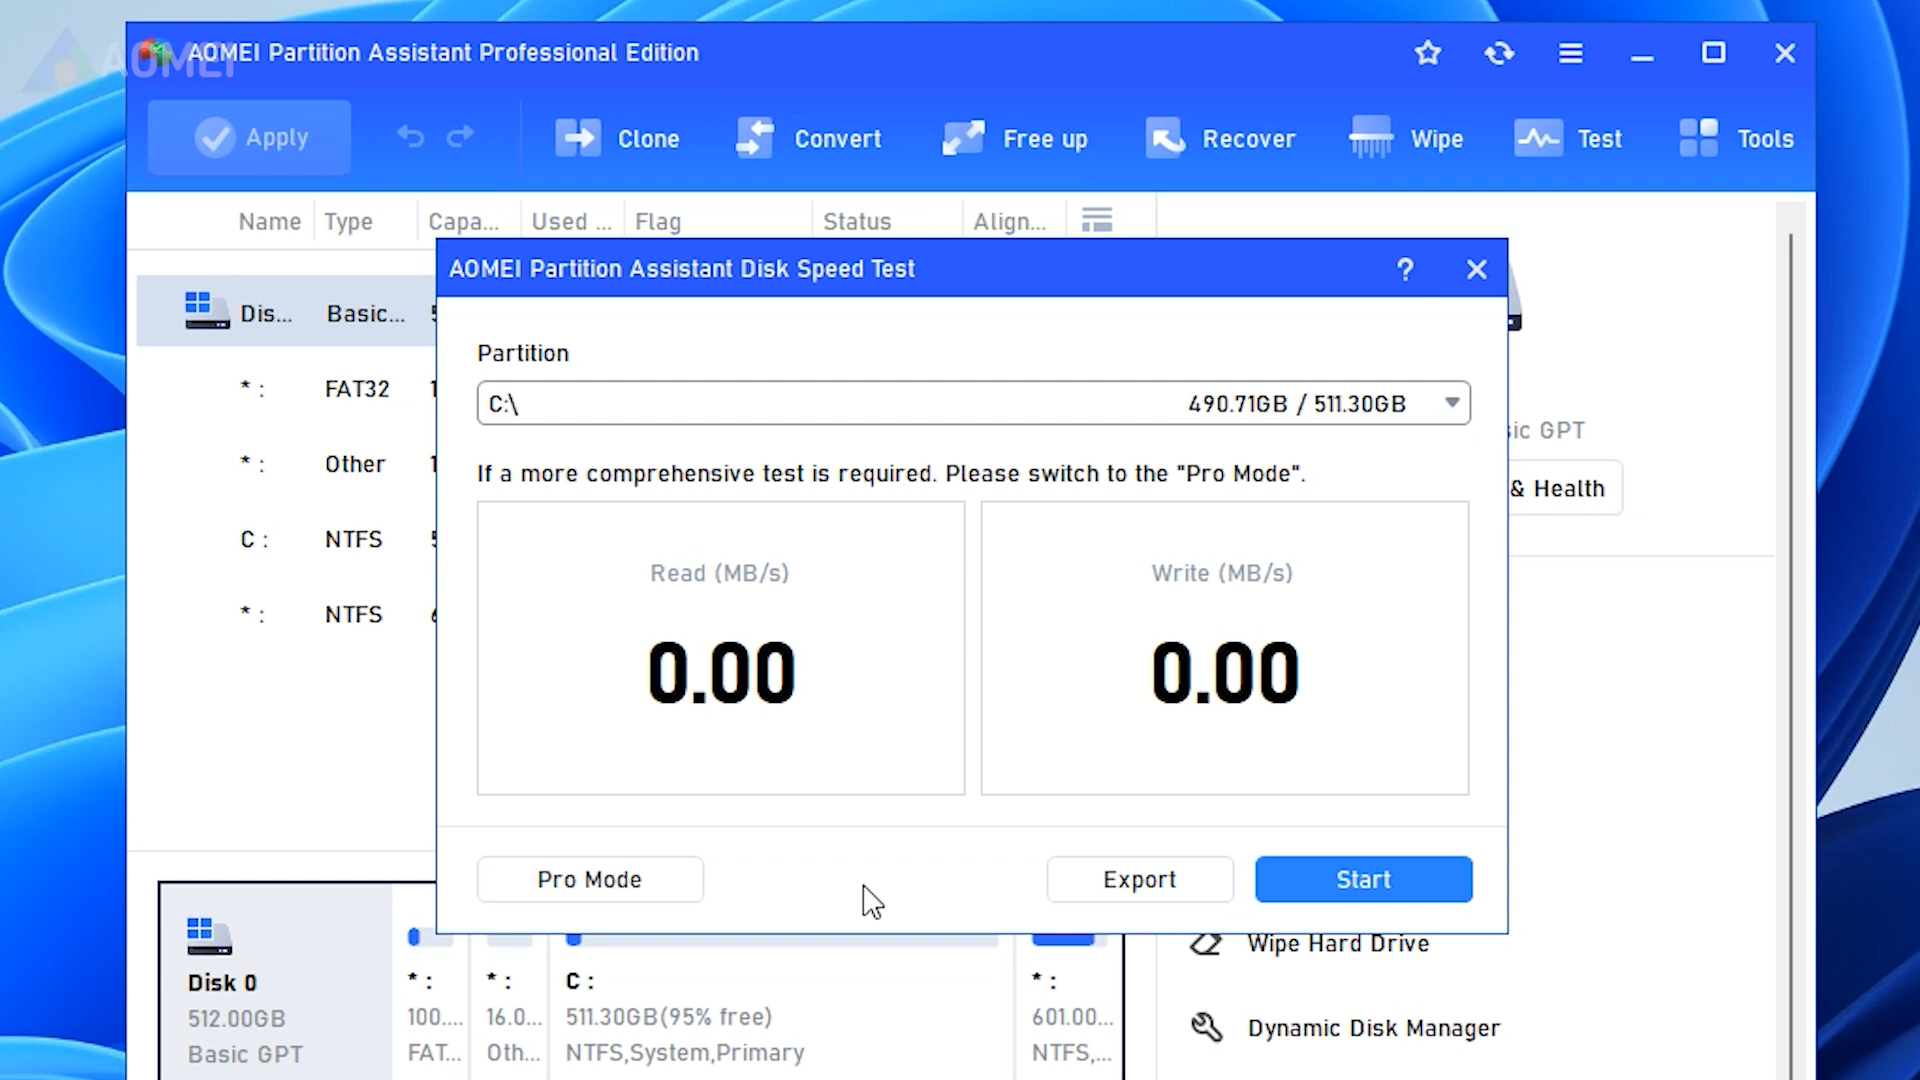 AOMEI
AOMEI Partition Assistant Professional Edition
Apply
Clone
Convert
Free up
Recover
Wipe
Test
Tools
Name
Type
Capa...
Used ...
Flag
Status
Align...
Dis...
Basic...
* :
FAT32
* :
Other
C :
NTFS
* :
NTFS
AOMEI Partition Assistant Disk Speed Test
?
Partition
C:\
490.71GB / 511.30GB
If a more comprehensive test is required. Please switch to the "Pro Mode".
Read (MB/s)
0.00
Write (MB/s)
0.00
Pro Mode
Export
Start
GPT
& Health
Wipe Hard Drive
Dynamic Disk Manager
Disk 0
512.00GB
Basic GPT
* :
100....
FAT...
* :
16.0...
Oth...
C :
511.30GB(95% free)
NTFS,System,Primary
* :
601.00...
NTFS,...